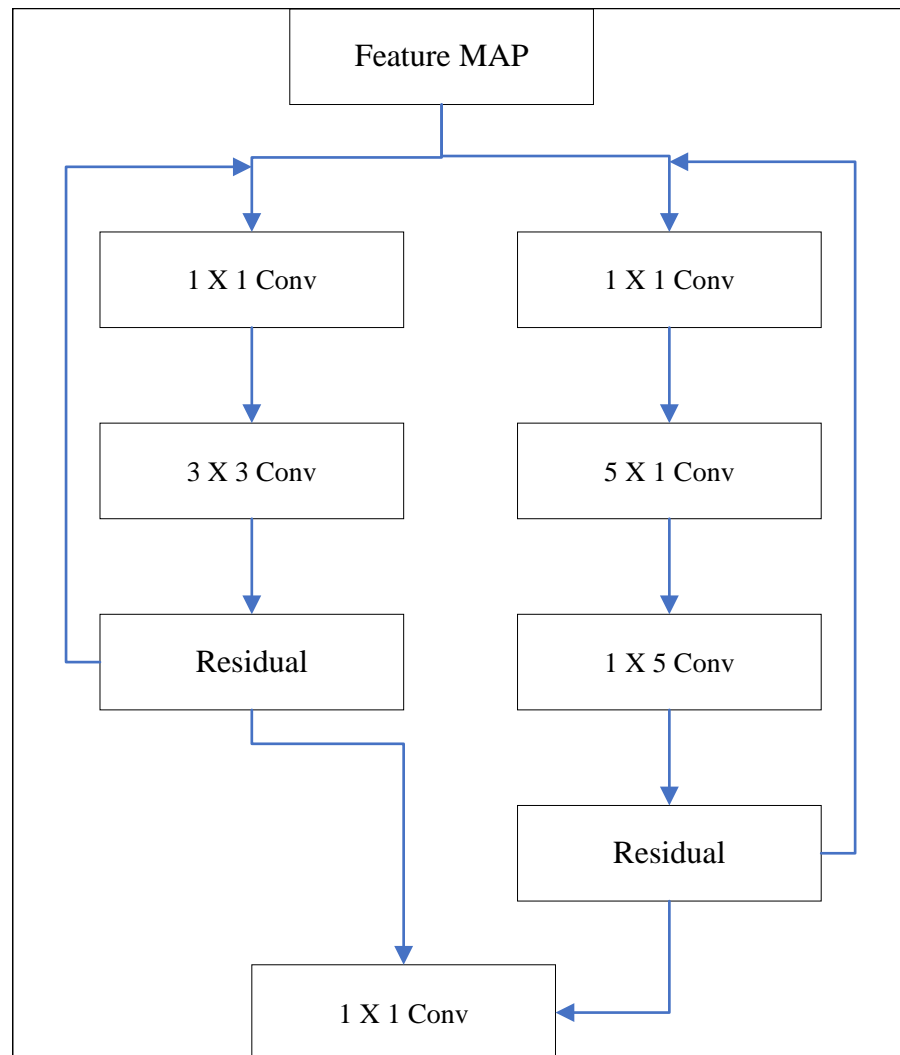 Feature MAP
1 X 1 Conv
1 X 1 Conv
3 X 3 Conv
5 X 1 Conv
Residual
1 X 5 Conv
Residual
1 X 1 Conv